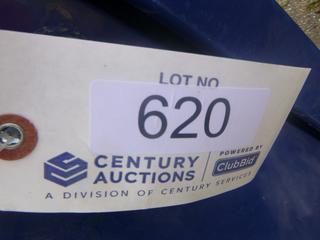 LOT NO.
620
CENTURY AUCTIONS
POWERED BY
ClubBid
A DIVISION OF CENTURY SERVICES